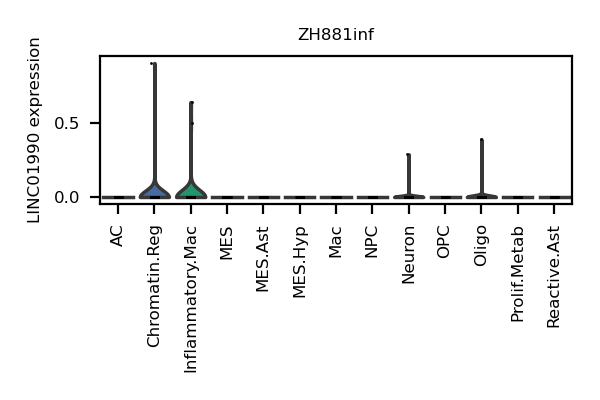 ZH881inf
LINC01990 expression
0.5
0.0
AC
Chromatin.Reg
Inflammatory.Mac
MES
MES.Ast
MES.Hyp
Mac
NPC
Neuron
OPC
Oligo
Prolif.Metab
Reactive.Ast